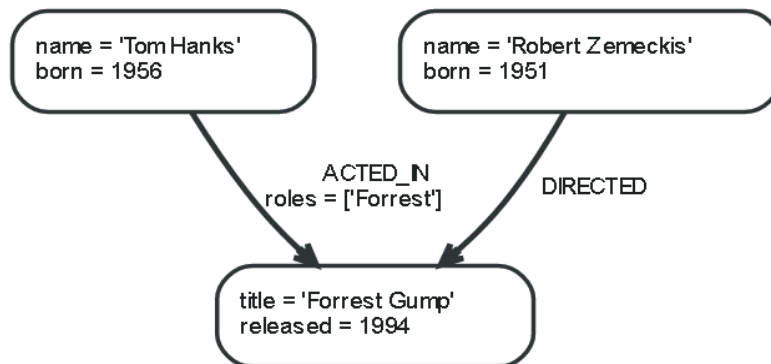 name = 'Tom Hanks'
born = 1956
name = 'Robert Zemeckis'
born = 1951
ACTED_IN
roles = ['Forrest']
DIRECTED
title = 'Forrest Gump'
released = 1994